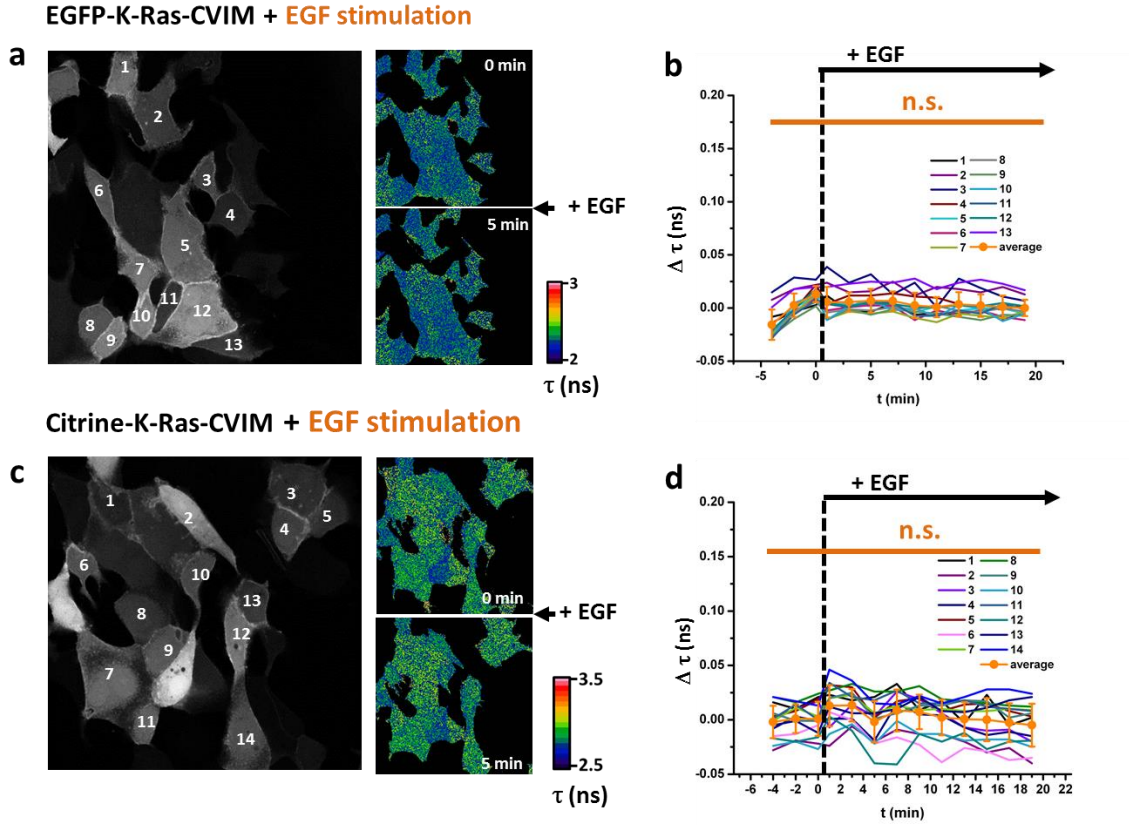 EGFP-K-Ras-CVIM + EGF stimulation
a
1
2
3
4
5
6
7
8
9
10
11
12
13
0 min
+ EGF
5 min
3
2
τ (ns)
b
+ EGF
n.s.
0.20
0.15
0.10
0.05
0.00
-0.05
Δ τ (ns)
1 8
2 9
3 10
4 11
5 12
6 13
7 average
-5 0 5 10 15 20
t (min)
Citrine-K-Ras-CVIM + EGF stimulation
c
1
2
3
4
5
6
7
8
9
10
11
12
13
14
0 min
+ EGF
5 min
3.5
2.5
τ (ns)
d
+ EGF
n.s.
0.20
0.15
0.10
0.05
0.00
-0.05
Δ τ (ns)
1 8
2 9
3 10
4 11
5 12
6 13
7 14
average
-6 -4 -2 0 2 4 6 8 10 12 14 16 18 20 22
t (min)